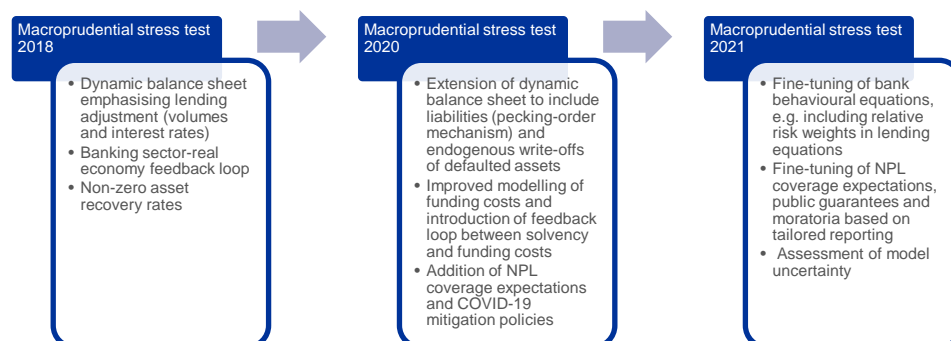 Macroprudential stress test
2018
• Dynamic balance sheet
emphasising lending
adjustment (volumes
and interest rates)
• Banking sector-real
economy feedback loop
• Non-zero asset
recovery rates
Macroprudential stress test
2020
• Extension of dynamic
balance sheet to include
liabilities (pecking-order
mechanism) and
endogenous write-offs
of defaulted assets
• Improved modelling of
funding costs and
introduction of feedback
loop between solvency
and funding costs
• Addition of NPL
coverage expectations
and COVID-19
mitigation policies
Macroprudential stress test
2021
• Fine-tuning of bank
behavioural equations,
e.g. including relative
risk weights in lending
equations
• Fine-tuning of NPL
coverage expectations,
public guarantees and
moratoria based on
tailored reporting
• Assessment of model
uncertainty